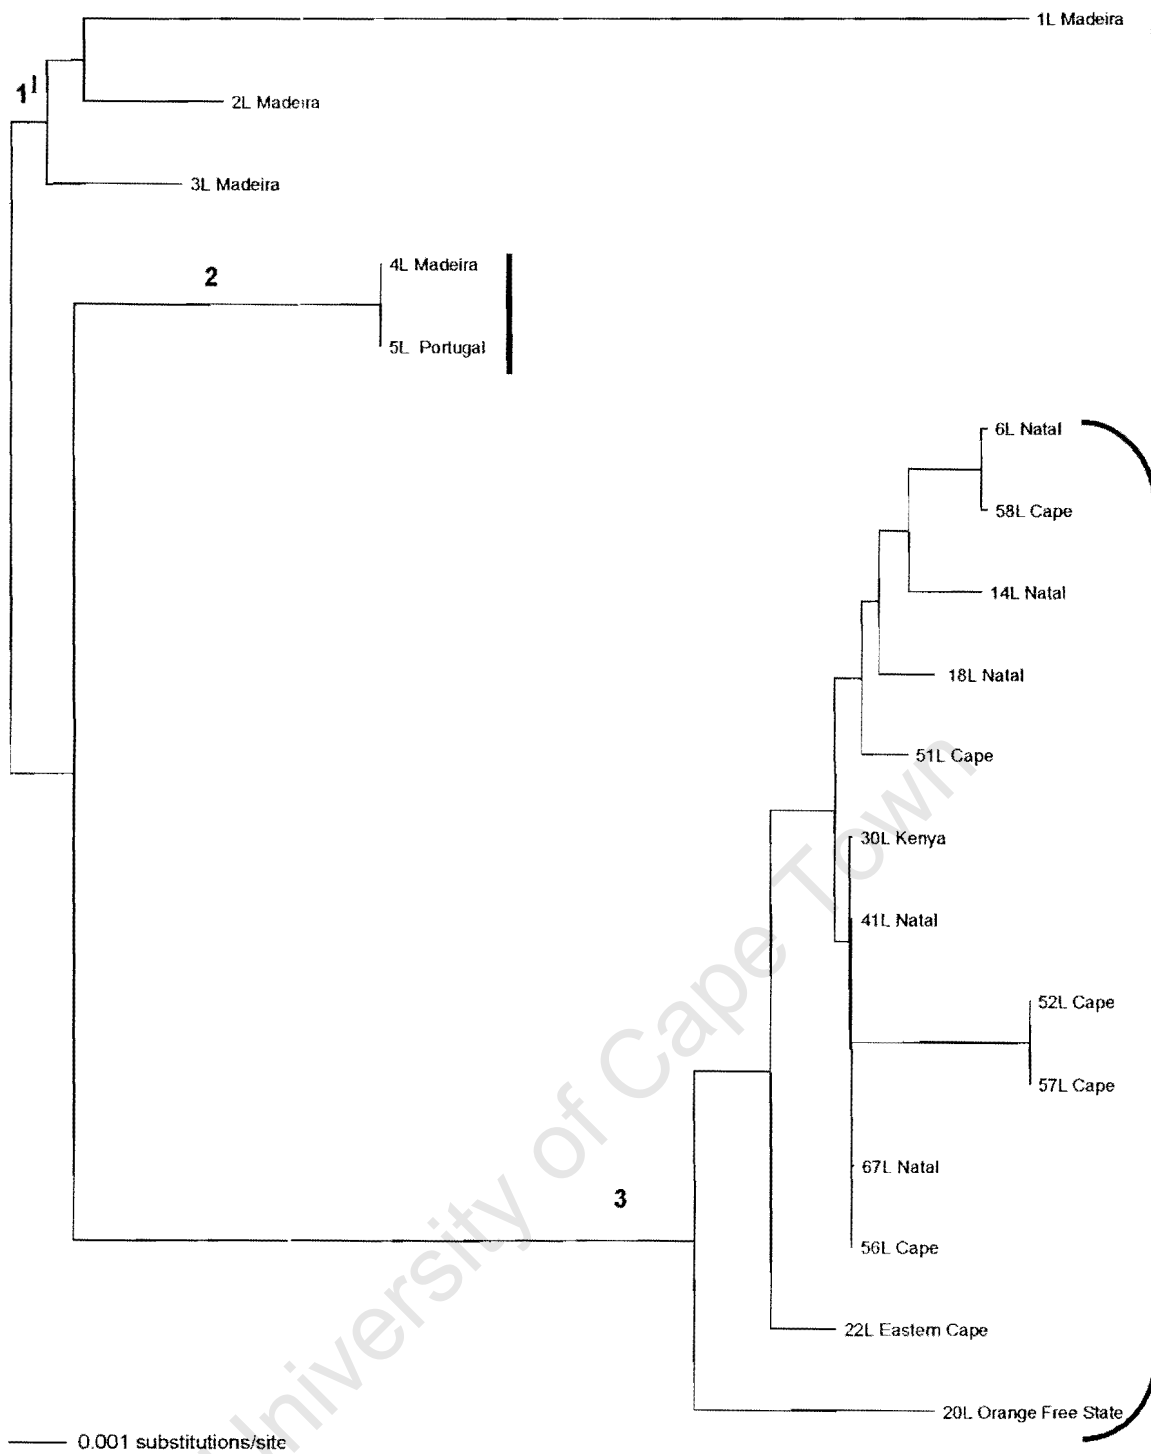 1L Madeira
1
2L Madeira
3L Madeira
4L Madeira
2
5L Portugal
6L Natal
58L Cape
14L Natal
18L Natal
51L Cape
30L Kenya
41L Natal
52L Cape
57L Cape
67L Natal
3
56L Cape
22L Eastern Cape
20L Orange Free State
0.001 substitutions/site
University of Cape Town